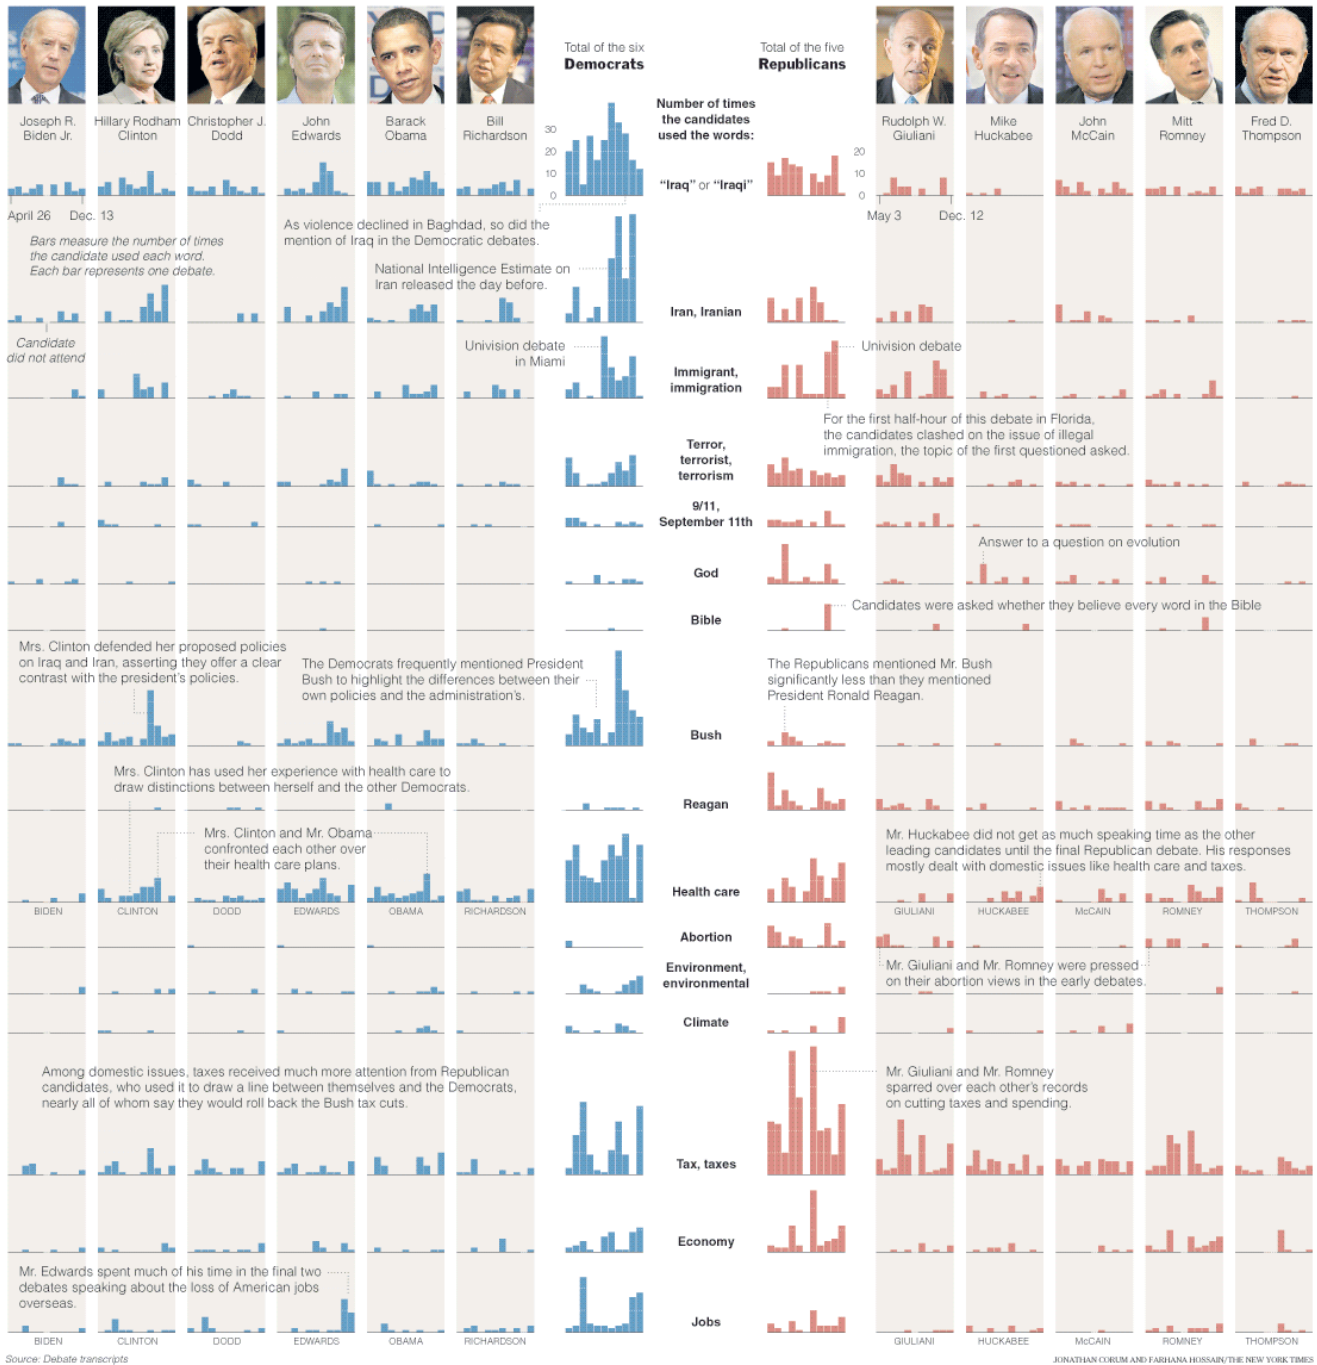 Joseph R.
Biden Jr.
Hillary Rodham
Clinton
Christopher J.
Dodd
John
Edwards
Barack
Obama
Bill
Richardson
Total of the six
Democrats
Total of the five
Republicans
Rudolph W.
Giuliani
Mike
Huckabee
John
McCain
Mitt
Romney
Fred D.
Thompson
Number of times
the candidates
used the words:
30
20
10
0
20
10
0
“Iraq” or “Iraqi”
April 26
Dec. 13
May 3
Dec. 12
Bars measure the number of times
the candidate used each word.
Each bar represents one debate.
As violence declined in Baghdad, so did the
mention of Iraq in the Democratic debates.
National Intelligence Estimate on
Iran released the day before.
Iran, Iranian
Candidate
did not attend
Univision debate
in Miami
Univision debate
Immigrant,
immigration
For the first half-hour of this debate in Florida,
the candidates clashed on the issue of illegal
immigration, the topic of the first questioned asked.
Terror,
terrorist,
terrorism
9/11,
September 11th
Answer to a question on evolution
God
Candidates were asked whether they believe every word in the Bible
Bible
Mrs. Clinton defended her proposed policies
on Iraq and Iran, asserting they offer a clear
contrast with the president’s policies.
The Democrats frequently mentioned President
Bush to highlight the differences between their
own policies and the administration’s.
The Republicans mentioned Mr. Bush
significantly less than they mentioned
President Ronald Reagan.
Bush
Mrs. Clinton has used her experience with health care to
draw distinctions between herself and the other Democrats.
Reagan
Mrs. Clinton and Mr. Obama
confronted each other over
their health care plans.
Mr. Huckabee did not get as much speaking time as the other
leading candidates until the final Republican debate. His responses
mostly dealt with domestic issues like health care and taxes.
Health care
BIDEN
CLINTON
DODD
EDWARDS
OBAMA
RICHARDSON
GIULIANI
HUCKABEE
McCAIN
ROMNEY
THOMPSON
Abortion
Mr. Giuliani and Mr. Romney were pressed
on their abortion views in the early debates.
Environment,
environmental
Climate
Among domestic issues, taxes received much more attention from Republican
candidates, who used it to draw a line between themselves and the Democrats,
nearly all of whom say they would roll back the Bush tax cuts.
Mr. Giuliani and Mr. Romney
sparred over each other’s records
on cutting taxes and spending.
Tax, taxes
Economy
Mr. Edwards spent much of his time in the final two
debates speaking about the loss of American jobs
overseas.
Jobs
BIDEN
CLINTON
DODD
EDWARDS
OBAMA
RICHARDSON
GIULIANI
HUCKABEE
McCAIN
ROMNEY
THOMPSON
Source: Debate transcripts
JONATHAN CORUM AND FARHANA HOSSAIN/THE NEW YORK TIMES